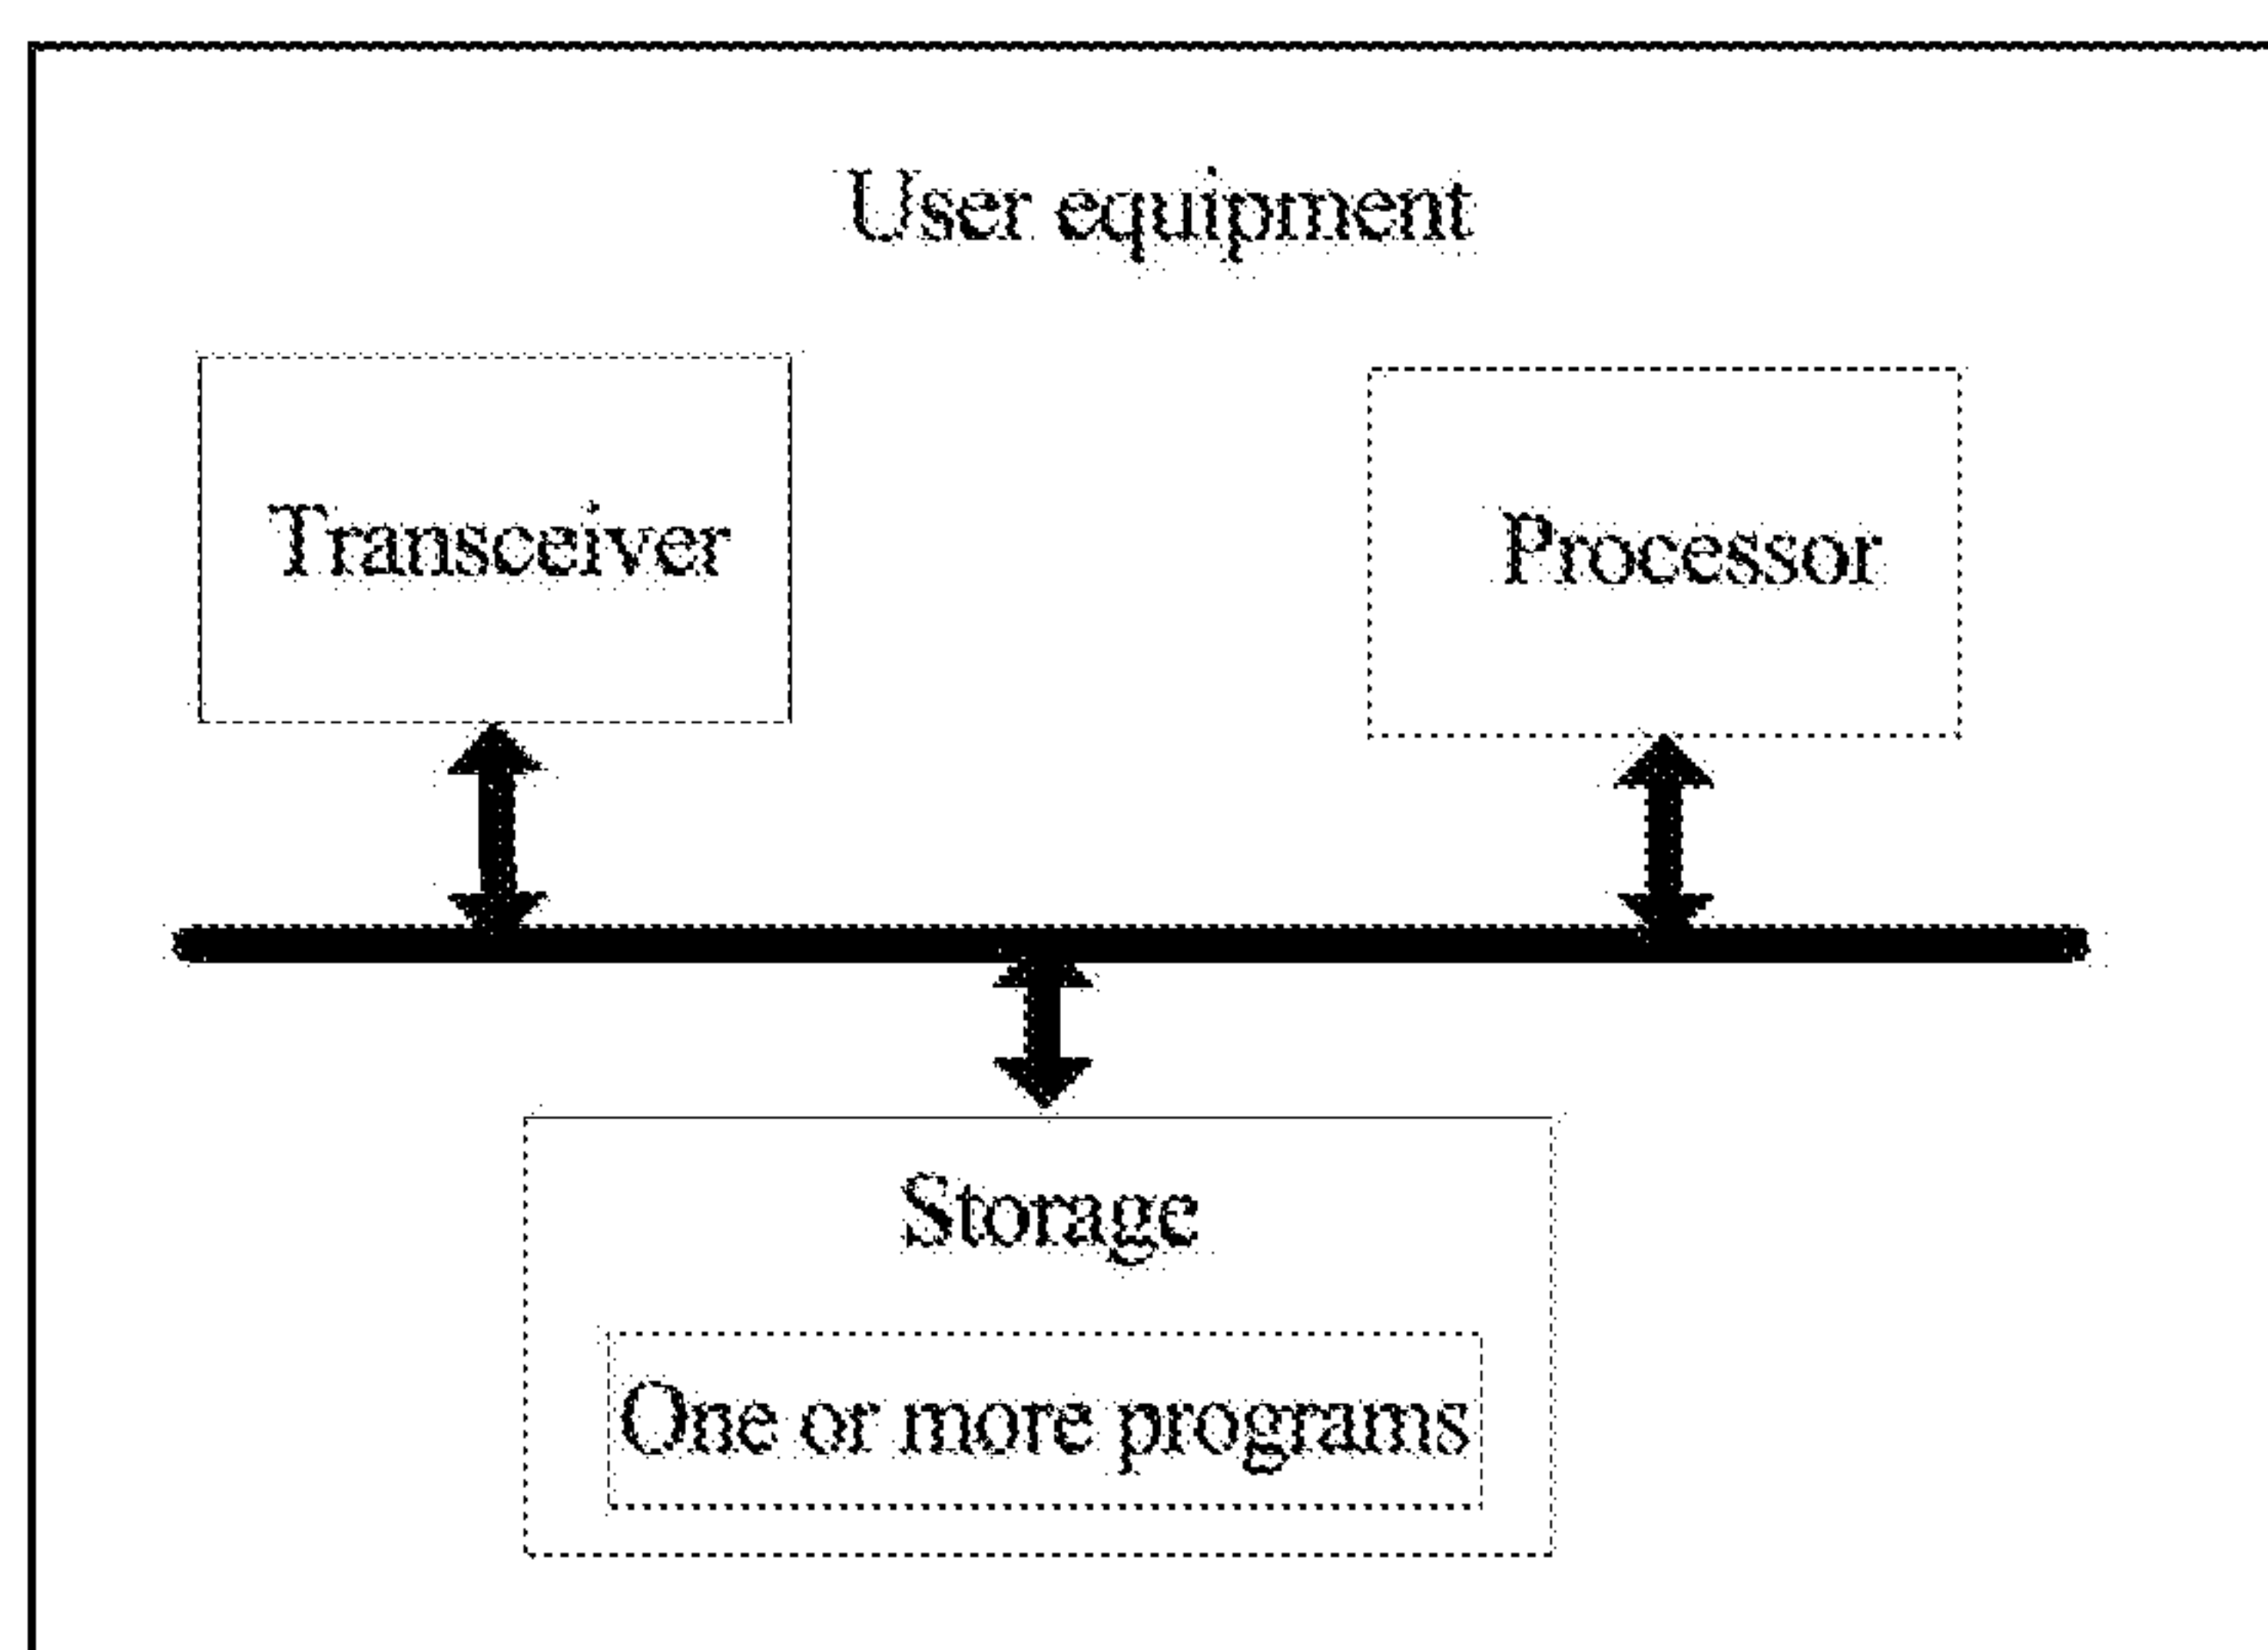 User equipment
Transceiver
Processor
Storage
One or more programs